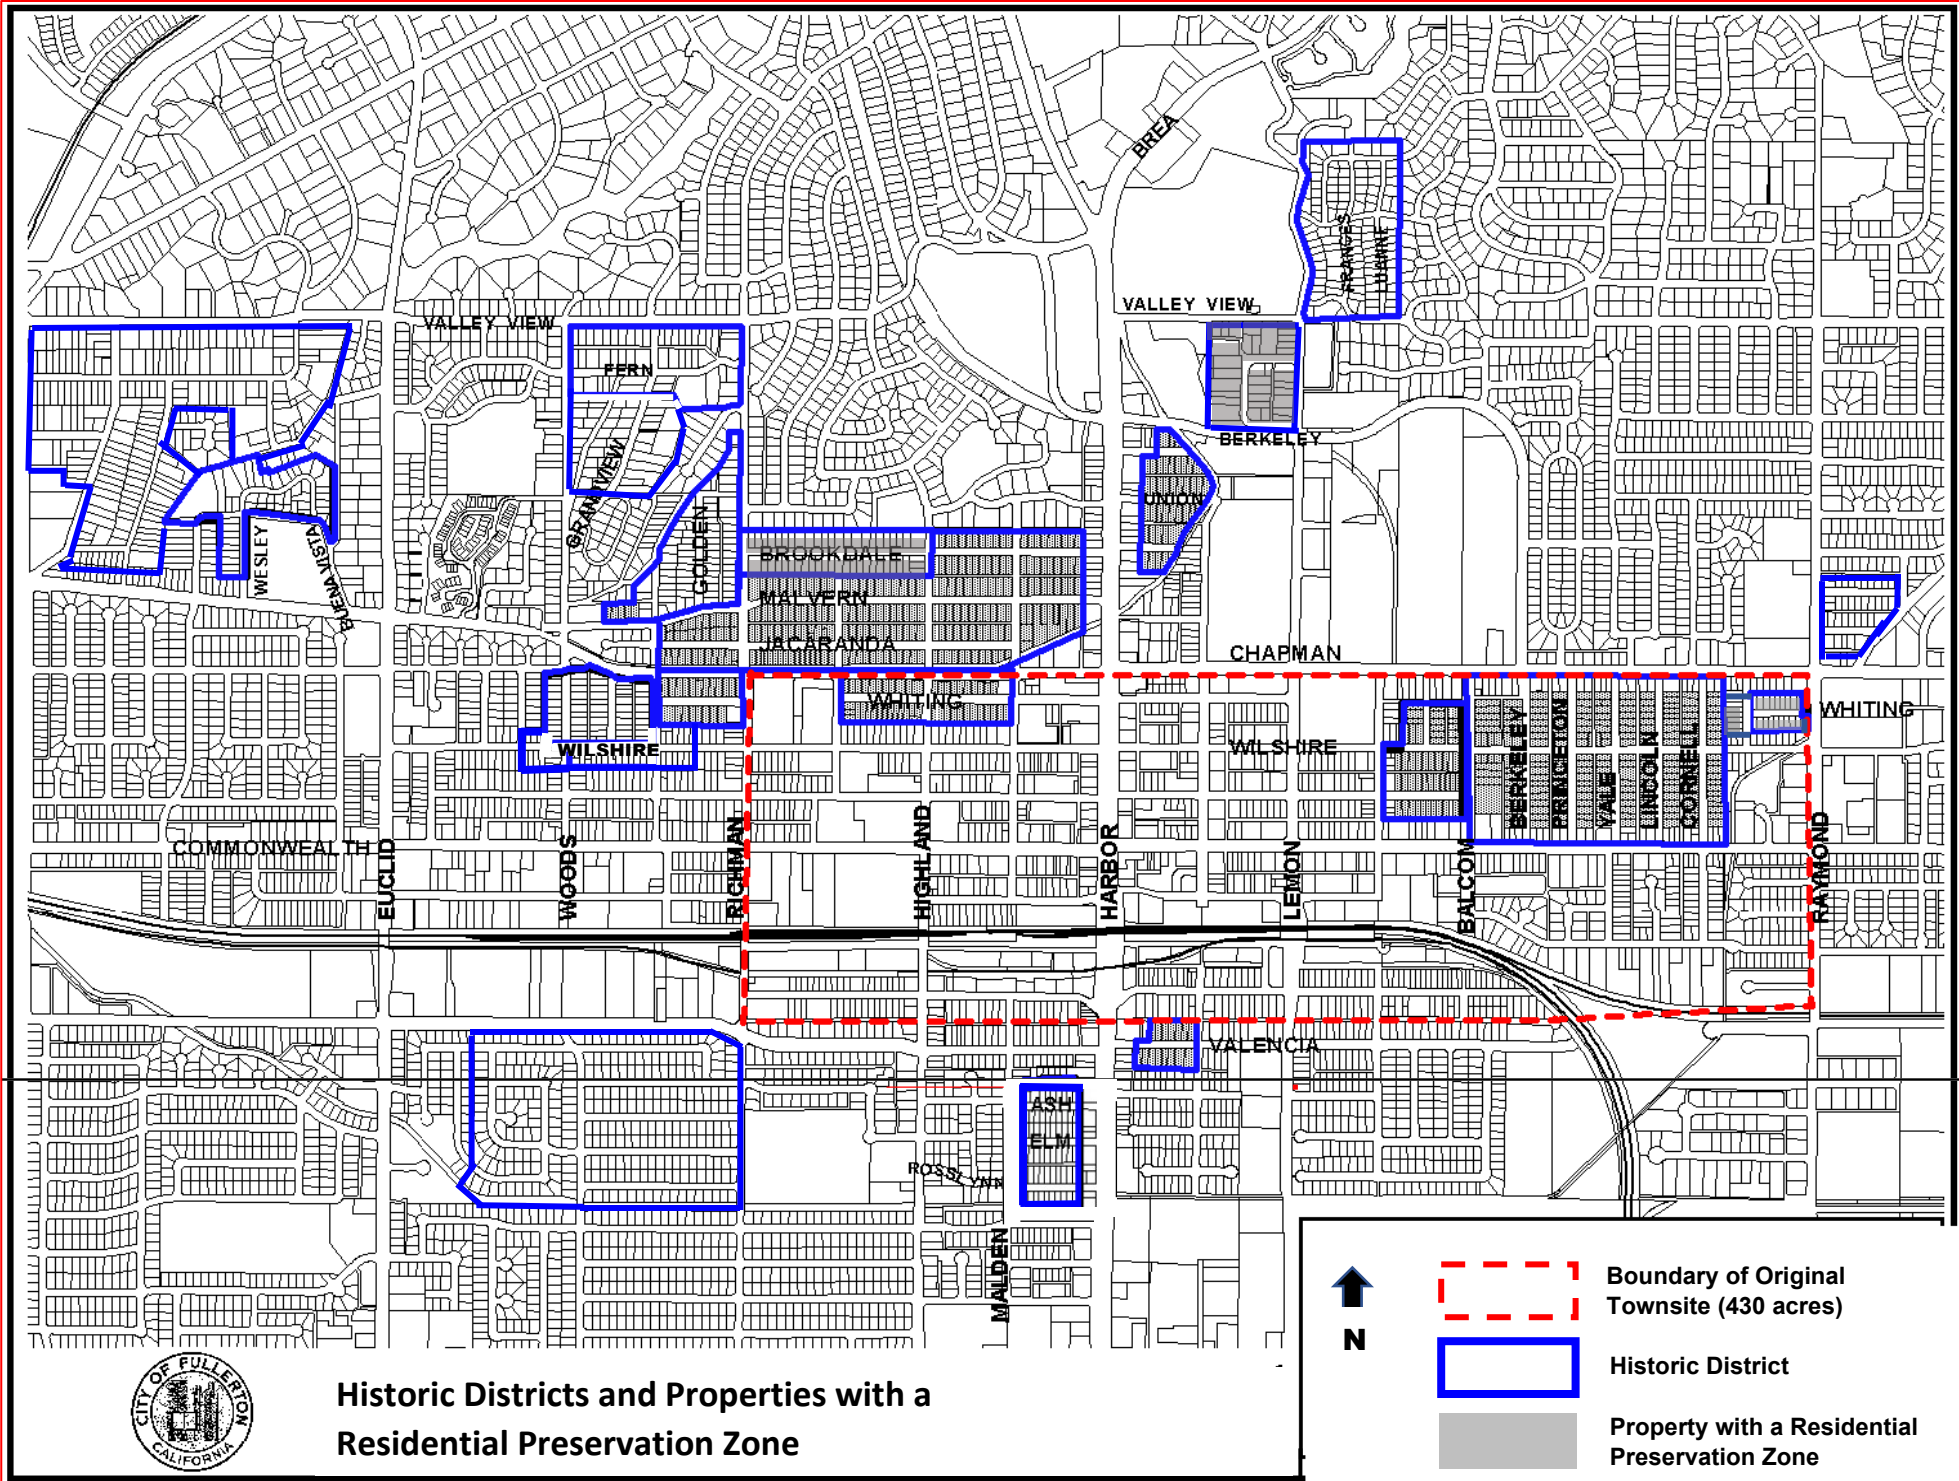 BREA
FRANCES
LUANNE
VALLEY VIEW
VALLEY VIEW
FERN
BERKELEY
GRANDVIEW
UNION
GOLDEN
WESLEY
BUENA VISTA
BROOKDALE
MALVERN
JACARANDA
CHAPMAN
WHITING
WHITING
WILSHIRE
WILSHIRE
BERKELEY
PRINCETON
YALE
LINCOLN
CORNELL
COMMONWEALTH
EUCLID
WOODS
RICHMAN
HIGHLAND
HARBOR
LEMON
BALCOM
RAYMOND
VALENCIA
ASH
ELM
ROSSLYNN
MALDEN
N
Boundary of Original
Townsite (430 acres)
Historic District
Property with a Residential
Preservation Zone
CITY OF FULLERTON
CALIFORNIA
Historic Districts and Properties with a
Residential Preservation Zone